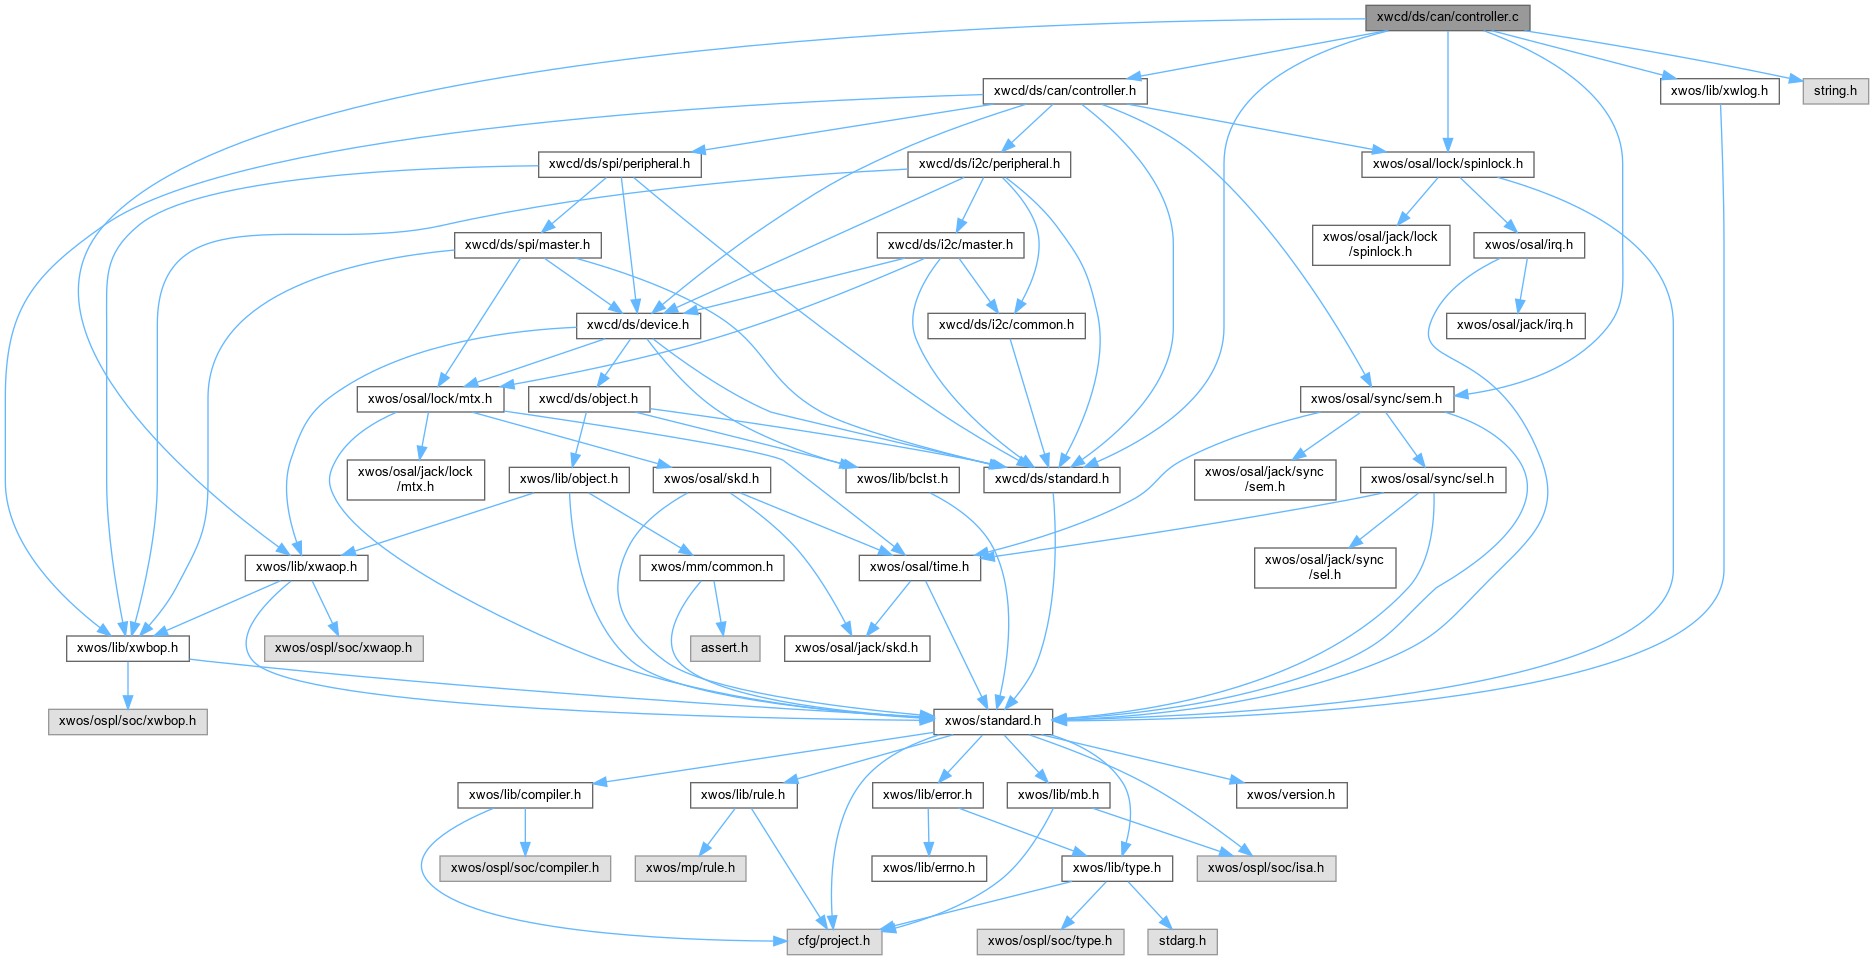 xwcd/ds/can/controller.c
xwcd/ds/can/controller.h
xwos/lib/xwlog.h
string.h
xwcd/ds/spi/peripheral.h
xwcd/ds/i2c/peripheral.h
xwos/osal/lock/spinlock.h
xwcd/ds/spi/master.h
xwcd/ds/i2c/master.h
xwos/osal/jack/lock
/spinlock.h
xwos/osal/irq.h
xwcd/ds/device.h
xwcd/ds/i2c/common.h
xwos/osal/jack/irq.h
xwos/osal/lock/mtx.h
xwcd/ds/object.h
xwos/osal/sync/sem.h
xwos/osal/jack/lock
/mtx.h
xwos/lib/object.h
xwos/osal/skd.h
xwos/lib/bclst.h
xwcd/ds/standard.h
xwos/osal/jack/sync
/sem.h
xwos/osal/sync/sel.h
xwos/lib/xwaop.h
xwos/mm/common.h
xwos/osal/time.h
xwos/osal/jack/sync
/sel.h
xwos/lib/xwbop.h
xwos/ospl/soc/xwaop.h
assert.h
xwos/osal/jack/skd.h
xwos/ospl/soc/xwbop.h
xwos/standard.h
xwos/lib/compiler.h
xwos/lib/rule.h
xwos/lib/error.h
xwos/lib/mb.h
xwos/version.h
xwos/ospl/soc/compiler.h
xwos/mp/rule.h
xwos/lib/errno.h
xwos/lib/type.h
xwos/ospl/soc/isa.h
cfg/project.h
xwos/ospl/soc/type.h
stdarg.h